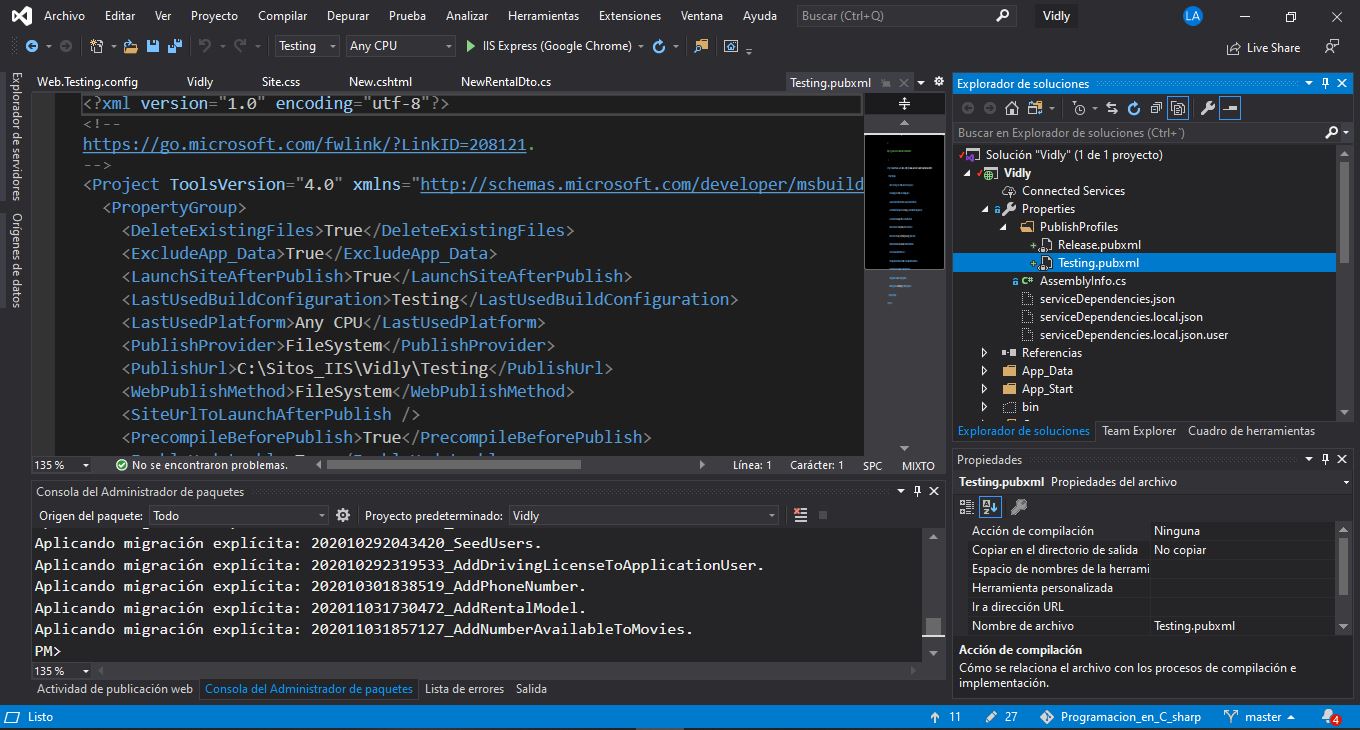 Archivo Editar Ver Proyecto Compilar Depurar Prueba Analizar Herramientas Extensiones Ventana Ayuda Buscar (Ctrl+Q) Vidly LA
Testing Any CPU IIS Express (Google Chrome) Live Share
Explorador de servidores
Orígenes de datos
Web.Testing.config Vidly Site.css New.cshtml NewRentalDto.cs Testing.pubxml
<?xml version="1.0" encoding="utf-8"?>
<!--
https://go.microsoft.com/fwlink/?LinkID=208121.
-->
<Project ToolsVersion="4.0" xmlns="http://schemas.microsoft.com/developer/msbuild
<PropertyGroup>
<DeleteExistingFiles>True</DeleteExistingFiles>
<ExcludeApp_Data>True</ExcludeApp_Data>
<LaunchSiteAfterPublish>True</LaunchSiteAfterPublish>
<LastUsedBuildConfiguration>Testing</LastUsedBuildConfiguration>
<LastUsedPlatform>Any CPU</LastUsedPlatform>
<PublishProvider>FileSystem</PublishProvider>
<PublishUrl>C:\Sitos_IIS\Vidly\Testing</PublishUrl>
<WebPublishMethod>FileSystem</WebPublishMethod>
<SiteUrlToLaunchAfterPublish />
<PrecompileBeforePublish>True</PrecompileBeforePublish>
135 % No se encontraron problemas. Línea: 1 Carácter: 1 SPC MIXTO
Consola del Administrador de paquetes
Origen del paquete: Todo Proyecto predeterminado: Vidly
Aplicando migración explícita: 202010292043420_SeedUsers.
Aplicando migración explícita: 202010292319533_AddDrivingLicenseToApplicationUser.
Aplicando migración explícita: 202010301838519_AddPhoneNumber.
Aplicando migración explícita: 202011031730472_AddRentalModel.
Aplicando migración explícita: 202011031857127_AddNumberAvailableToMovies.
PM>
135 %
Actividad de publicación web Consola del Administrador de paquetes Lista de errores Salida
Explorador de soluciones
Buscar en Explorador de soluciones (Ctrl+`)
Solución "Vidly" (1 de 1 proyecto)
Vidly
Connected Services
Properties
PublishProfiles
Release.pubxml
Testing.pubxml
AssemblyInfo.cs
serviceDependencies.json
serviceDependencies.local.json
serviceDependencies.local.json.user
Referencias
App_Data
App_Start
bin
Explorador de soluciones Team Explorer Cuadro de herramientas
Propiedades
Testing.pubxml Propiedades del archivo
Acción de compilación Ninguna
Copiar en el directorio de salida No copiar
Espacio de nombres de la herrami
Herramienta personalizada
Ir a dirección URL
Nombre de archivo Testing.pubxml
Acción de compilación
Cómo se relaciona el archivo con los procesos de compilación e
implementación.
Listo 11 27 Programacion_en_C_sharp master 4